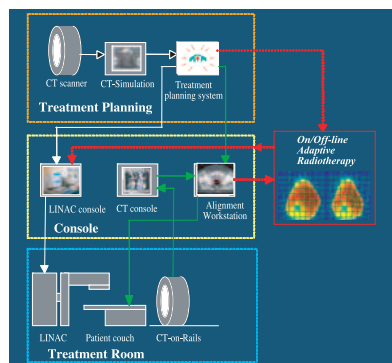 CT scanner
CT-Simulation
Treatment
planning system
Treatment Planning
On/Off-line
Adaptive
Radiotherapy
LINAC console
CT console
Alignment
Workstation
Console
LINAC
Patient couch
CT-on-Rails
Treatment Room